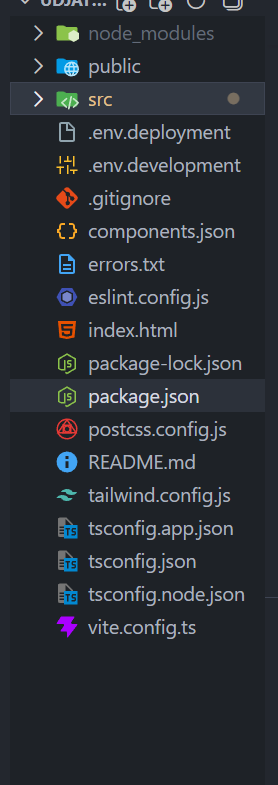 node_modules
public
src
.env.deployment
.env.development
.gitignore
components.json
errors.txt
eslint.config.js
index.html
package-lock.json
package.json
postcss.config.js
README.md
tailwind.config.js
tsconfig.app.json
tsconfig.json
tsconfig.node.json
vite.config.ts